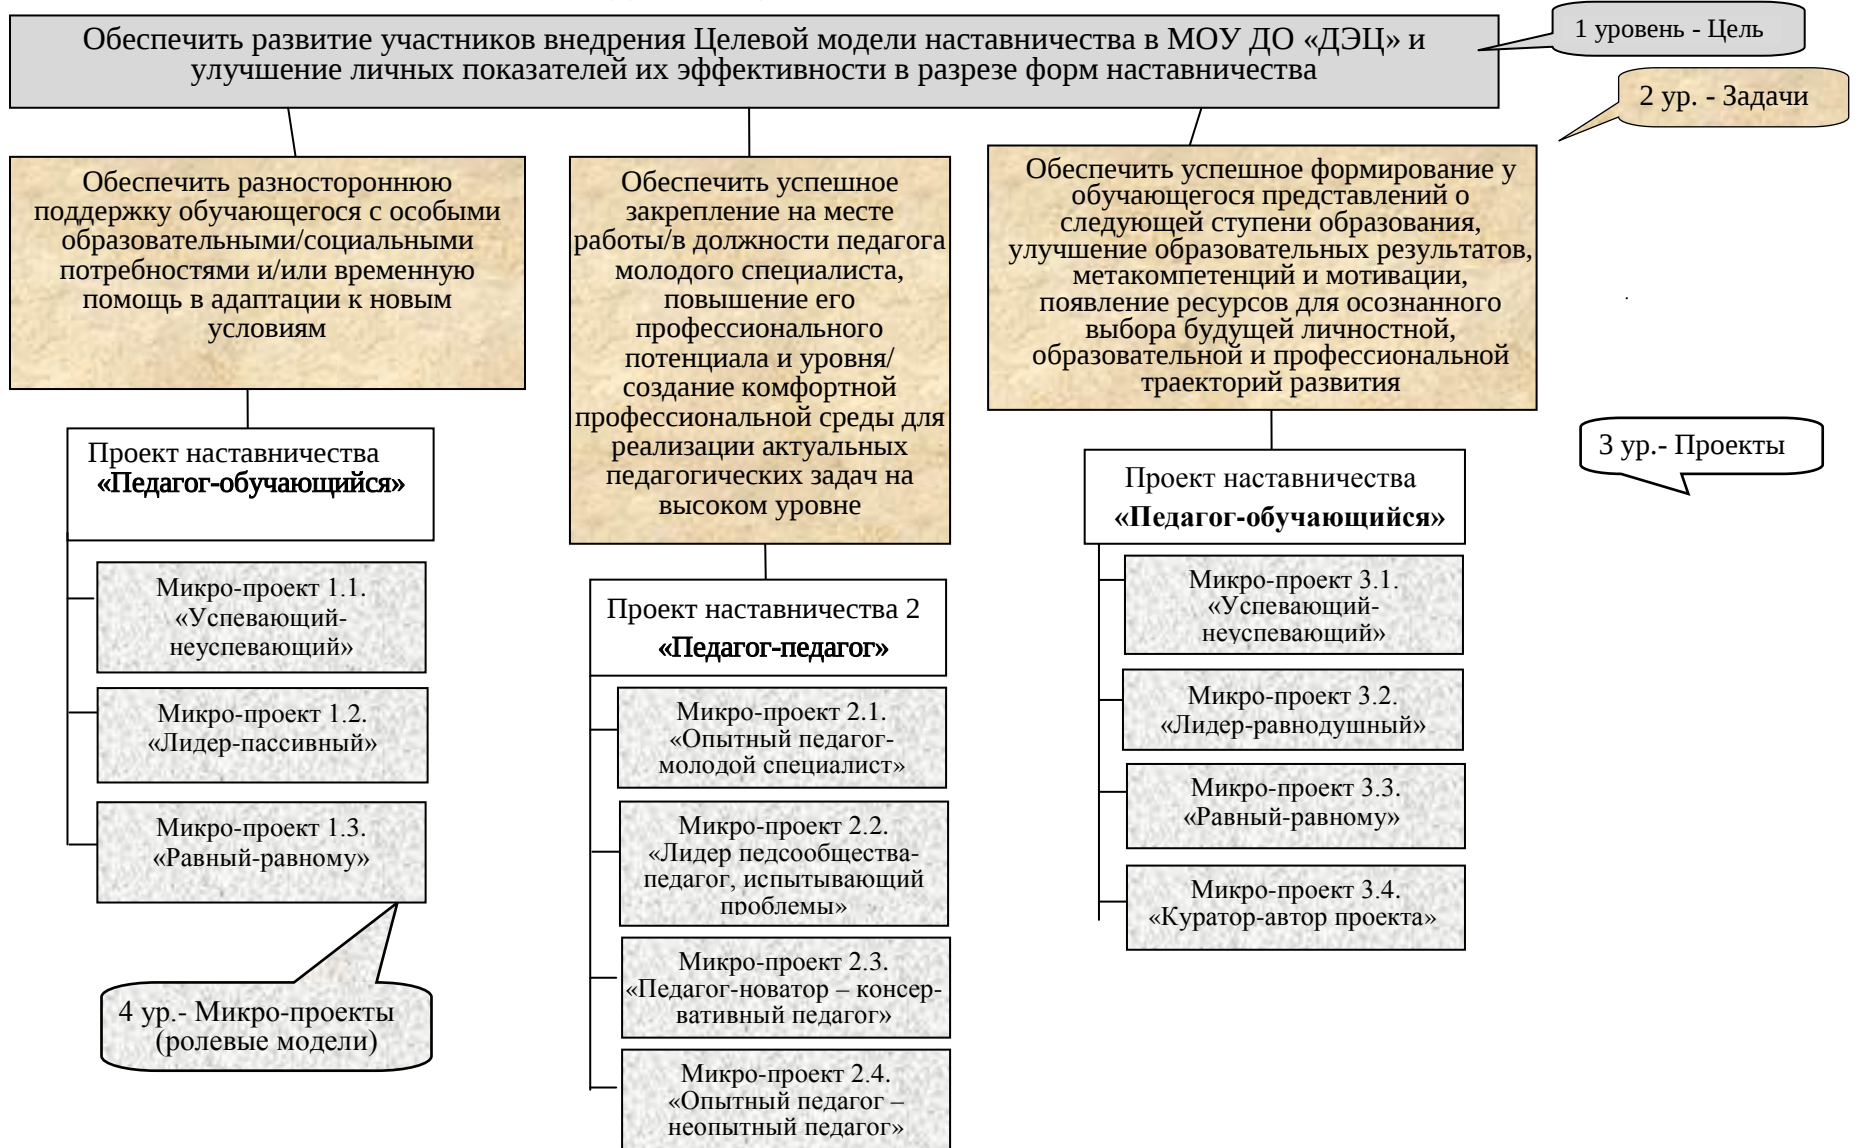 Обеспечить развитие участников внедрения Целевой модели наставничества в МОУ ДО «ДЭЦ» и
улучшение личных показателей их эффективности в разрезе форм наставничества
1 уровень - Цель
2 ур. - Задачи
Обеспечить разностороннюю
поддержку обучающегося с особыми
образовательными/социальными
потребностями и/или временную
помощь в адаптации к новым
условиям
Обеспечить успешное
закрепление на месте
работы/в должности педагога
молодого специалиста,
повышение его
профессионального
потенциала и уровня/
создание комфортной
профессиональной среды для
реализации актуальных
педагогических задач на
высоком уровне
Обеспечить успешное формирование у
обучающегося представлений о
следующей ступени образования,
улучшение образовательных результатов,
метакомпетенций и мотивации,
появление ресурсов для осознанного
выбора будущей личностной,
образовательной и профессиональной
траекторий развития
3 ур.- Проекты
Проект наставничества
«Педагог-обучающийся»
Микро-проект 1.1.
«Успевающий-
неуспевающий»
Микро-проект 1.2.
«Лидер-пассивный»
Микро-проект 1.3.
«Равный-равному»
4 ур.- Микро-проекты
(ролевые модели)
Проект наставничества 2
«Педагог-педагог»
Микро-проект 2.1.
«Опытный педагог-
молодой специалист»
Микро-проект 2.2.
«Лидер педсообщества-
педагог, испытывающий
проблемы»
Микро-проект 2.3.
«Педагог-новатор – консер-
вативный педагог»
Микро-проект 2.4.
«Опытный педагог –
неопытный педагог»
Проект наставничества
«Педагог-обучающийся»
Микро-проект 3.1.
«Успевающий-
неуспевающий»
Микро-проект 3.2.
«Лидер-равнодушный»
Микро-проект 3.3.
«Равный-равному»
Микро-проект 3.4.
«Куратор-автор проекта»